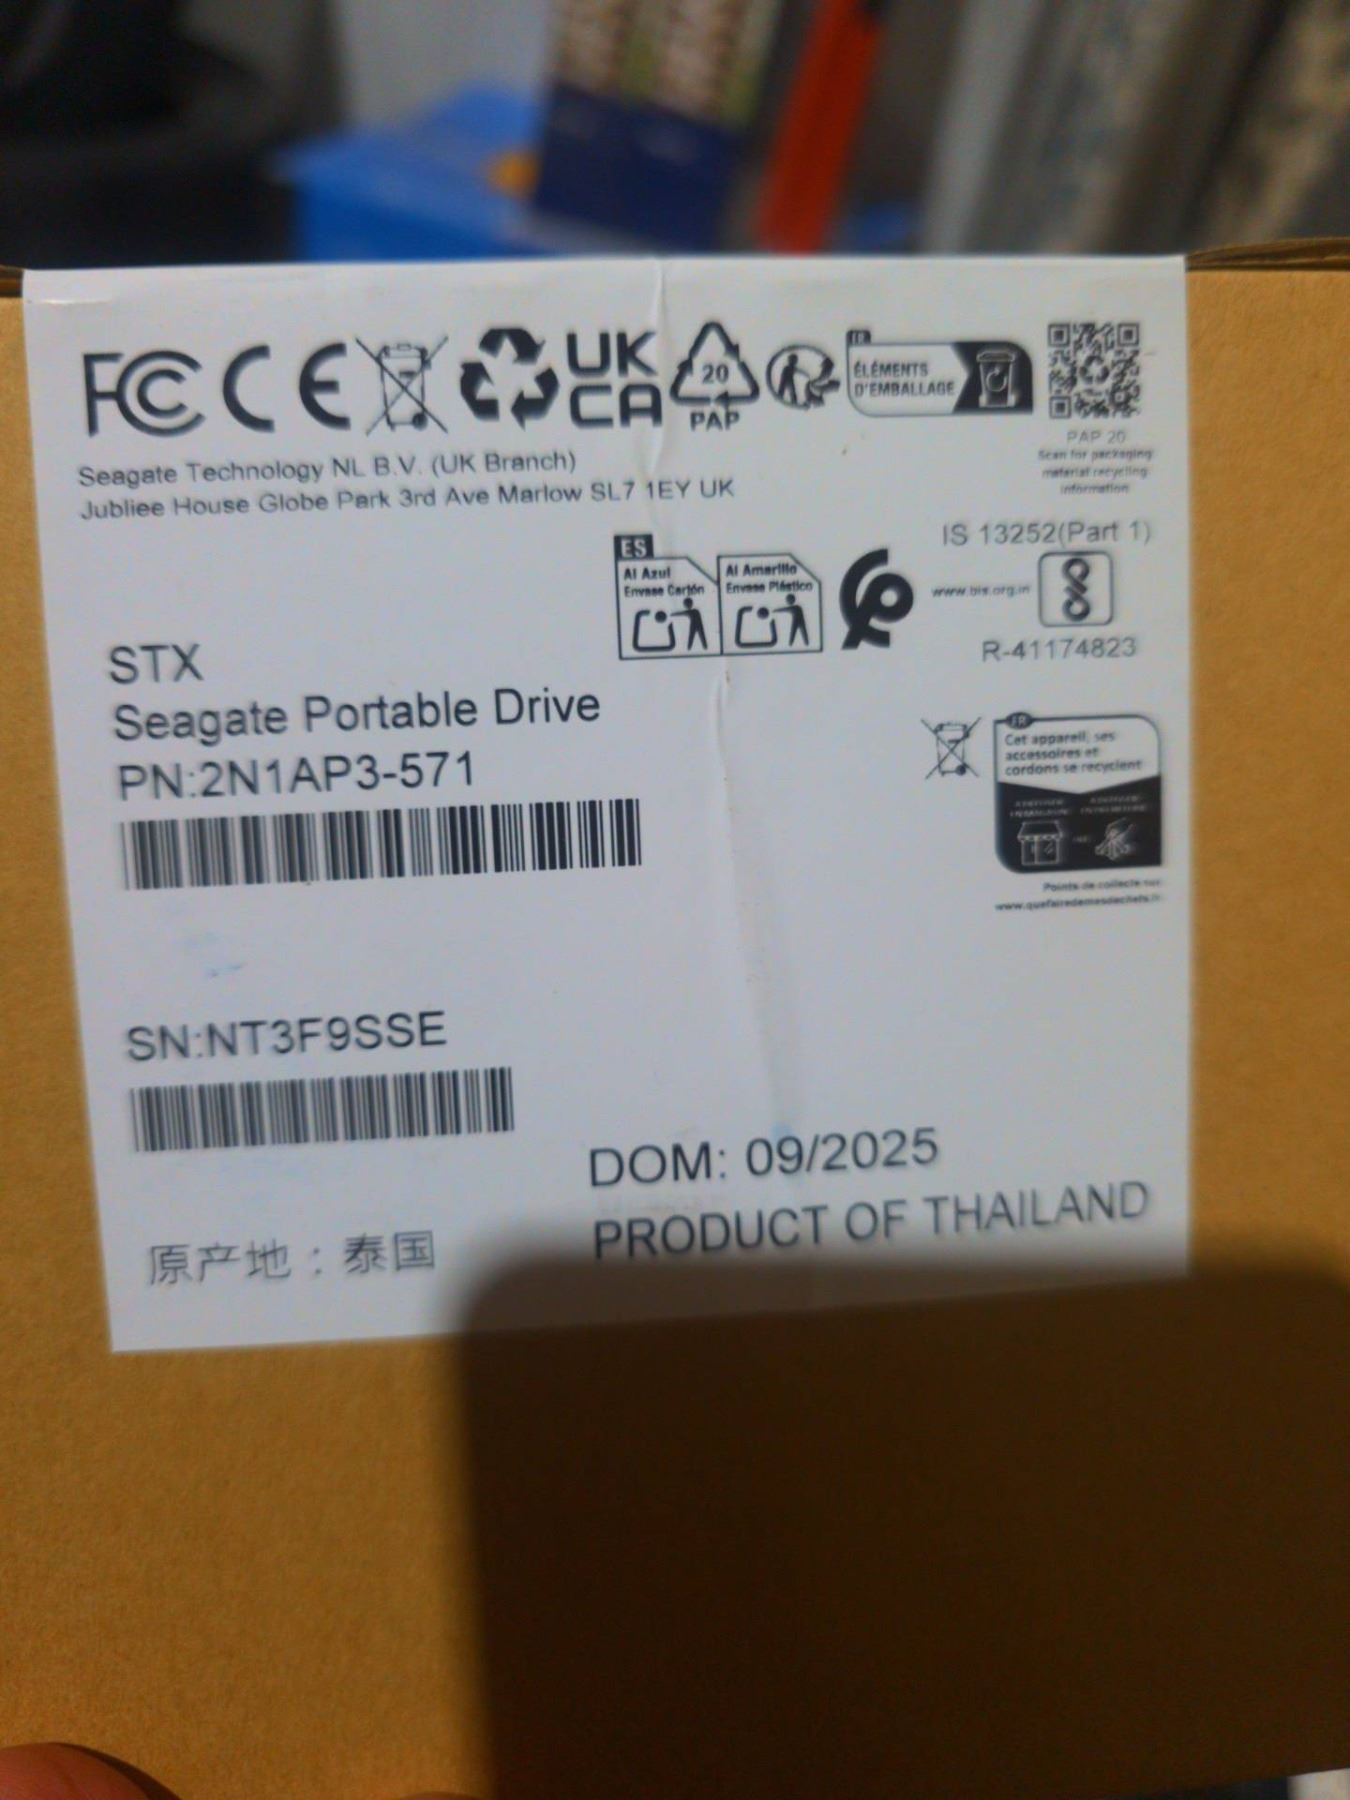 FC CE UK
CA
20
PAP
FR
ÉLÉMENTS
D'EMBALLAGE
PAP 20
Scan for packaging
material recycling
information
Seagate Technology NL B.V. (UK Branch)
Jubliee House Globe Park 3rd Ave Marlow SL7 1EY UK
ES
Al Azul
Envase Cartón
Al Amarillo
Envase Plástico
IS 13252(Part 1)
www.bis.org.in
R-41174823
STX
Seagate Portable Drive
PN:2N1AP3-571
FR
Cet appareil, ses
accessoires et
cordons se recyclent
Points de collecte sur
www.quefairedemesdechets.fr
SN:NT3F9SSE
DOM: 09/2025
PRODUCT OF THAILAND
原产地：泰国